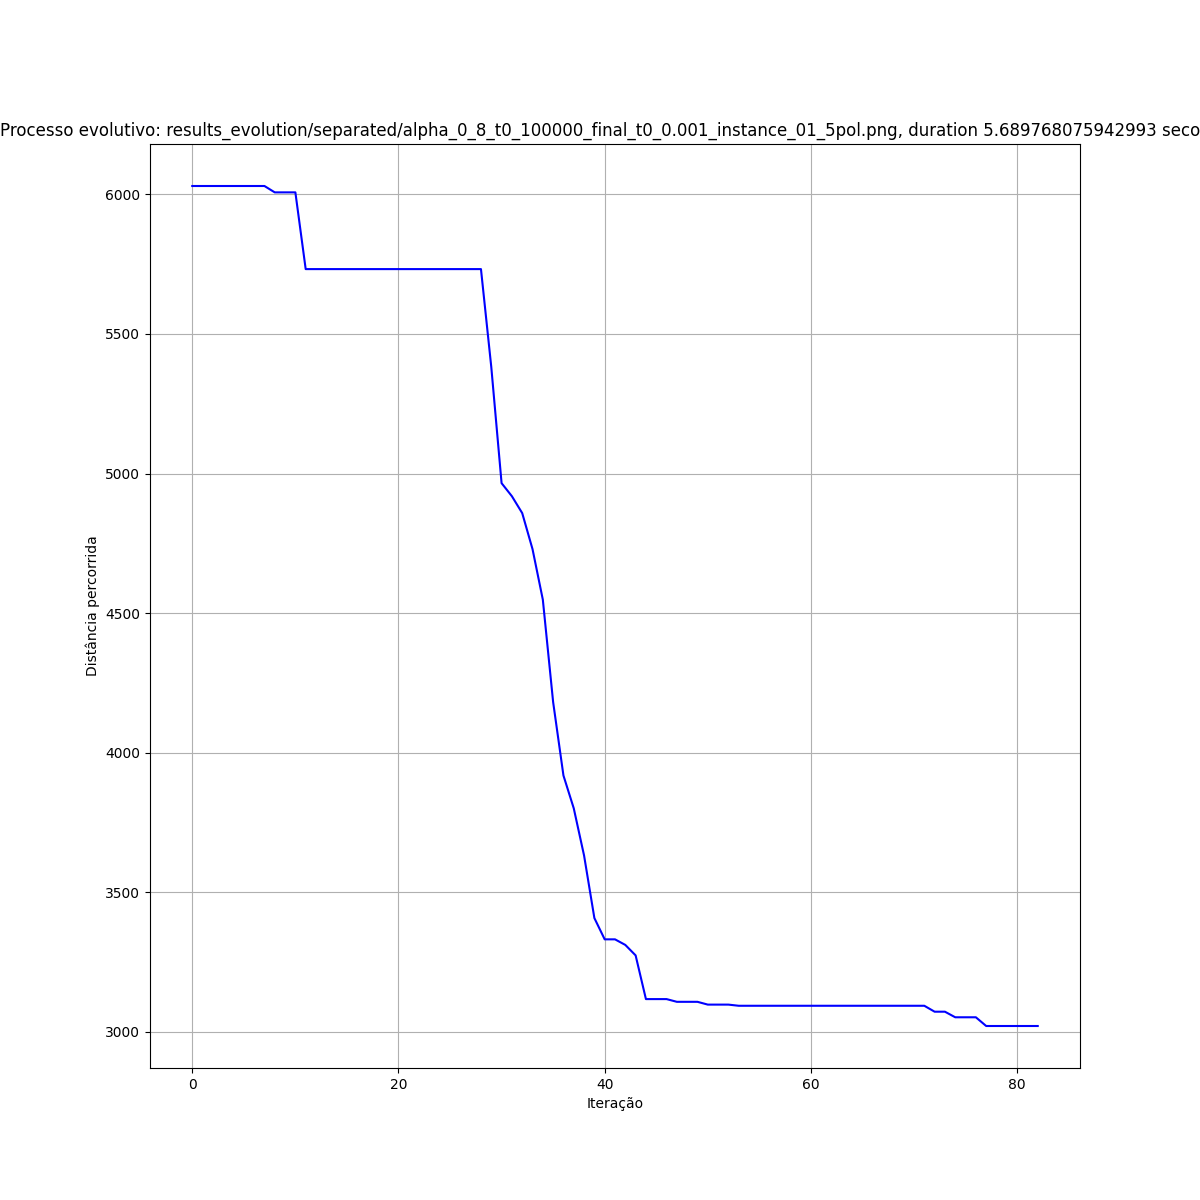 Processo evolutivo: results_evolution/separated/alpha_0_8_t0_100000_final_t0_0.001_instance_01_5pol.png, duration 5.689768075942993 seco
6000
5500
5000
4500
4000
3500
3000
Distância percorrida
0 20 40 60 80
Iteração